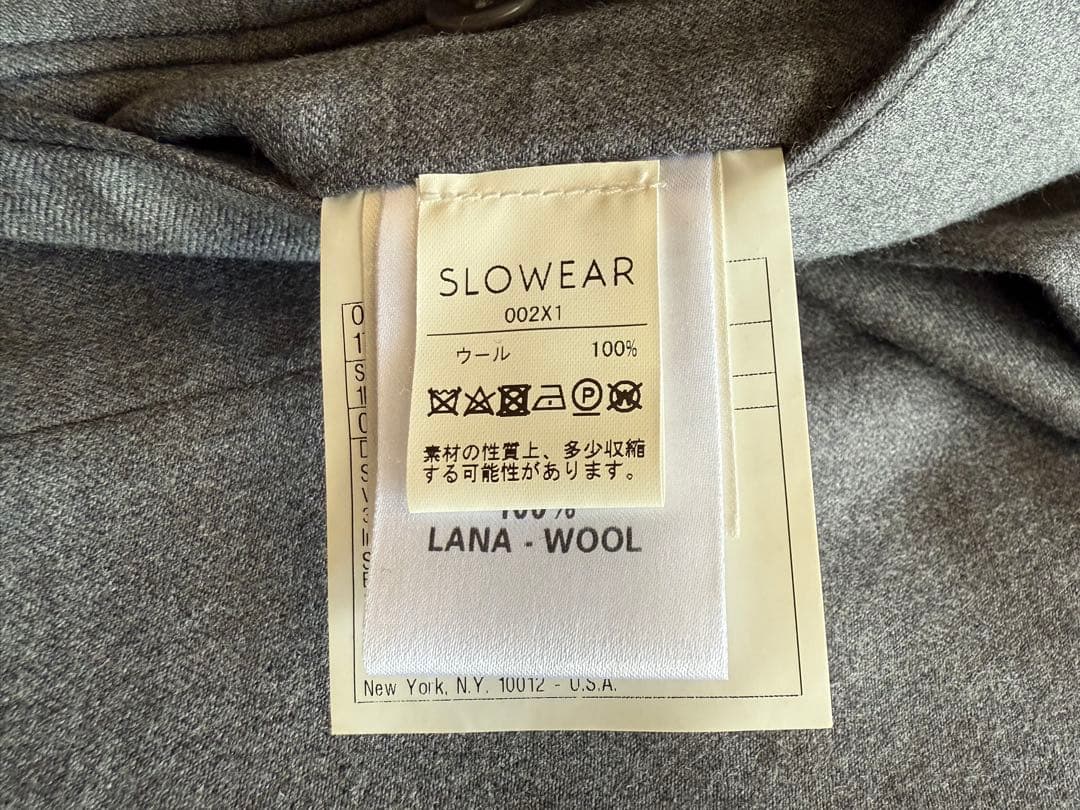 SLOWEAR
002X1
ウール 100%
P W
素材の性質上、多少収縮
する可能性があります。
100%
LANA - WOOL
New York, N.Y. 10012 - U.S.A.